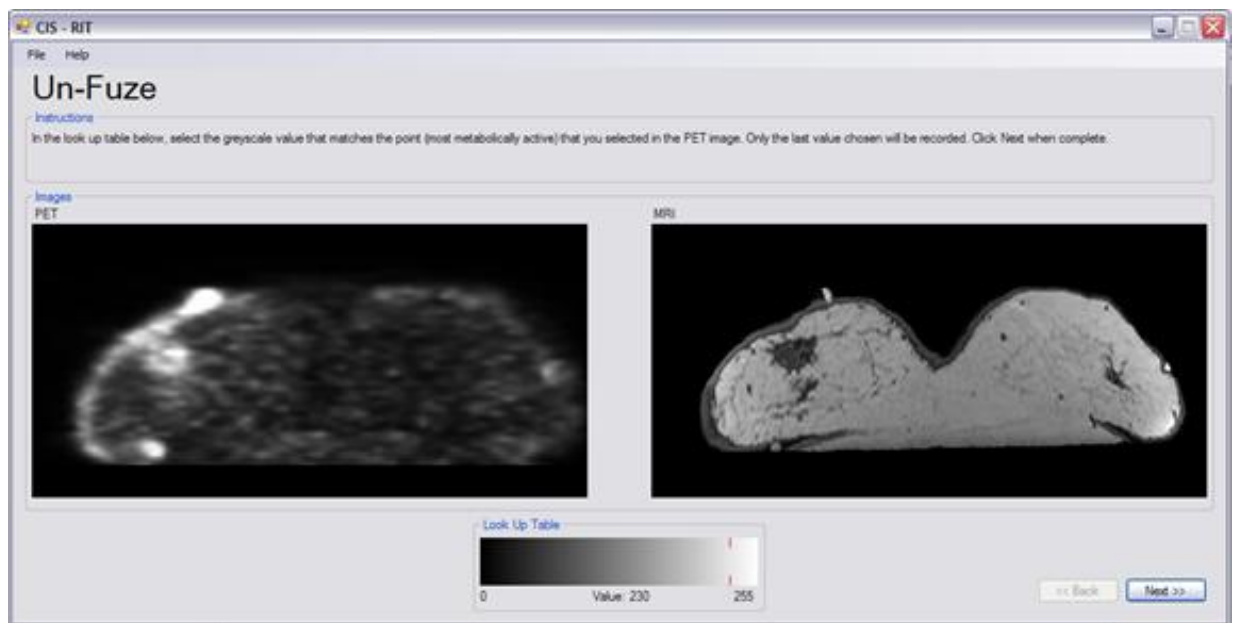 CIS - RIT
File Help
Un-Fuze
Instructions
In the look up table below, select the greyscale value that matches the point (most metabolically active) that you selected in the PET image. Only the last value chosen will be recorded. Click Next when complete.
Images
PET MRI
Look Up Table
0 Value: 230 255
<< Back Next >>